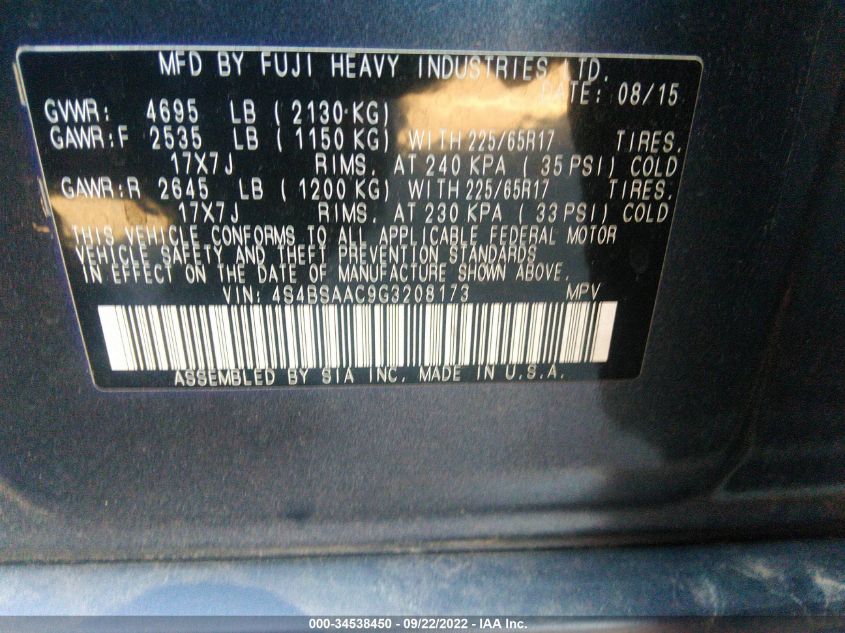 MFD BY FUJI HEAVY INDUSTRIES LTD.
DATE: 08/15
GVWR: 4695 LB ( 2130 KG)
GAWR:F 2535 LB ( 1150 KG) WITH 225/65R17 TIRES.
17X7J RIMS. AT 240 KPA ( 35 PSI) COLD
GAWR:R 2645 LB ( 1200 KG) WITH 225/65R17 TIRES.
17X7J RIMS. AT 230 KPA ( 33 PSI) COLD
THIS VEHICLE CONFORMS TO ALL APPLICABLE FEDERAL MOTOR
VEHICLE SAFETY AND THEFT PREVENTION STANDARDS
IN EFFECT ON THE DATE OF MANUFACTURE SHOWN ABOVE.
VIN: 4S4BSAAC9G3208173 MPV
ASSEMBLED BY SIA INC. MADE IN U.S.A.
000-34538450 - 09/22/2022 - IAA Inc.